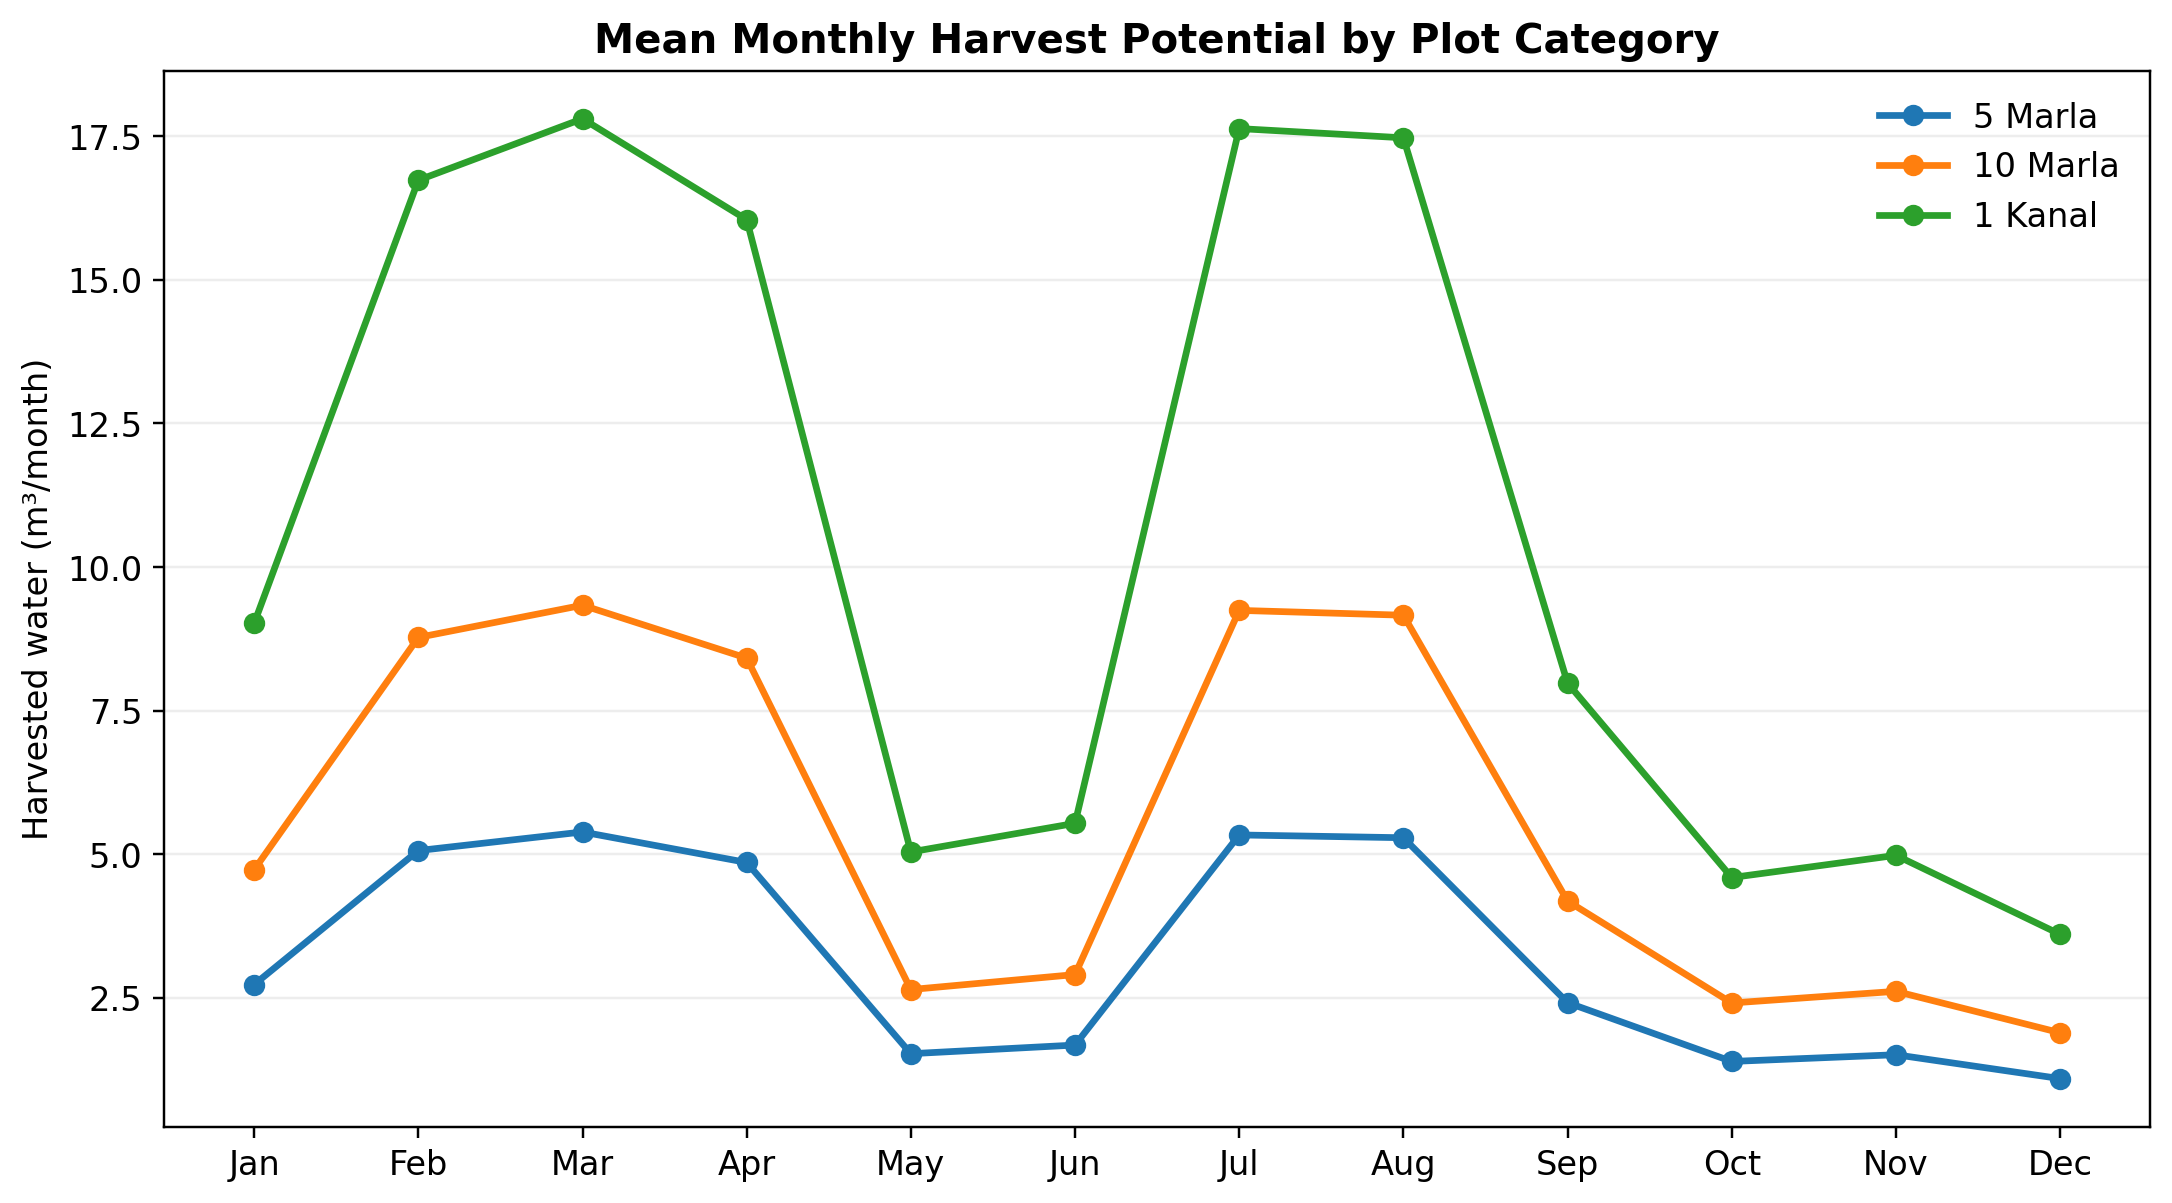 Mean Monthly Harvest Potential by Plot Category
5 Marla
10 Marla
1 Kanal
Harvested water (m³/month)
17.5
15.0
12.5
10.0
7.5
5.0
2.5
Jan Feb Mar Apr May Jun Jul Aug Sep Oct Nov Dec